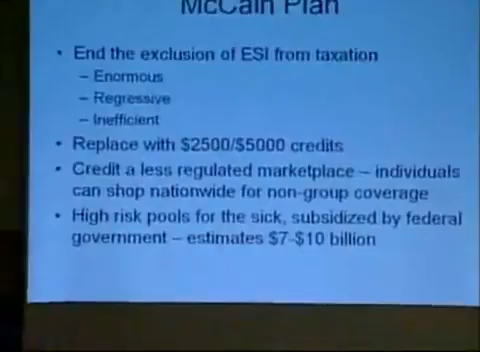 McCain Plan
• End the exclusion of ESI from taxation
– Enormous
– Regressive
– Inefficient
• Replace with $2500/$5000 credits
• Credit a less regulated marketplace – individuals
can shop nationwide for non-group coverage
• High risk pools for the sick, subsidized by federal
government – estimates $7-$10 billion